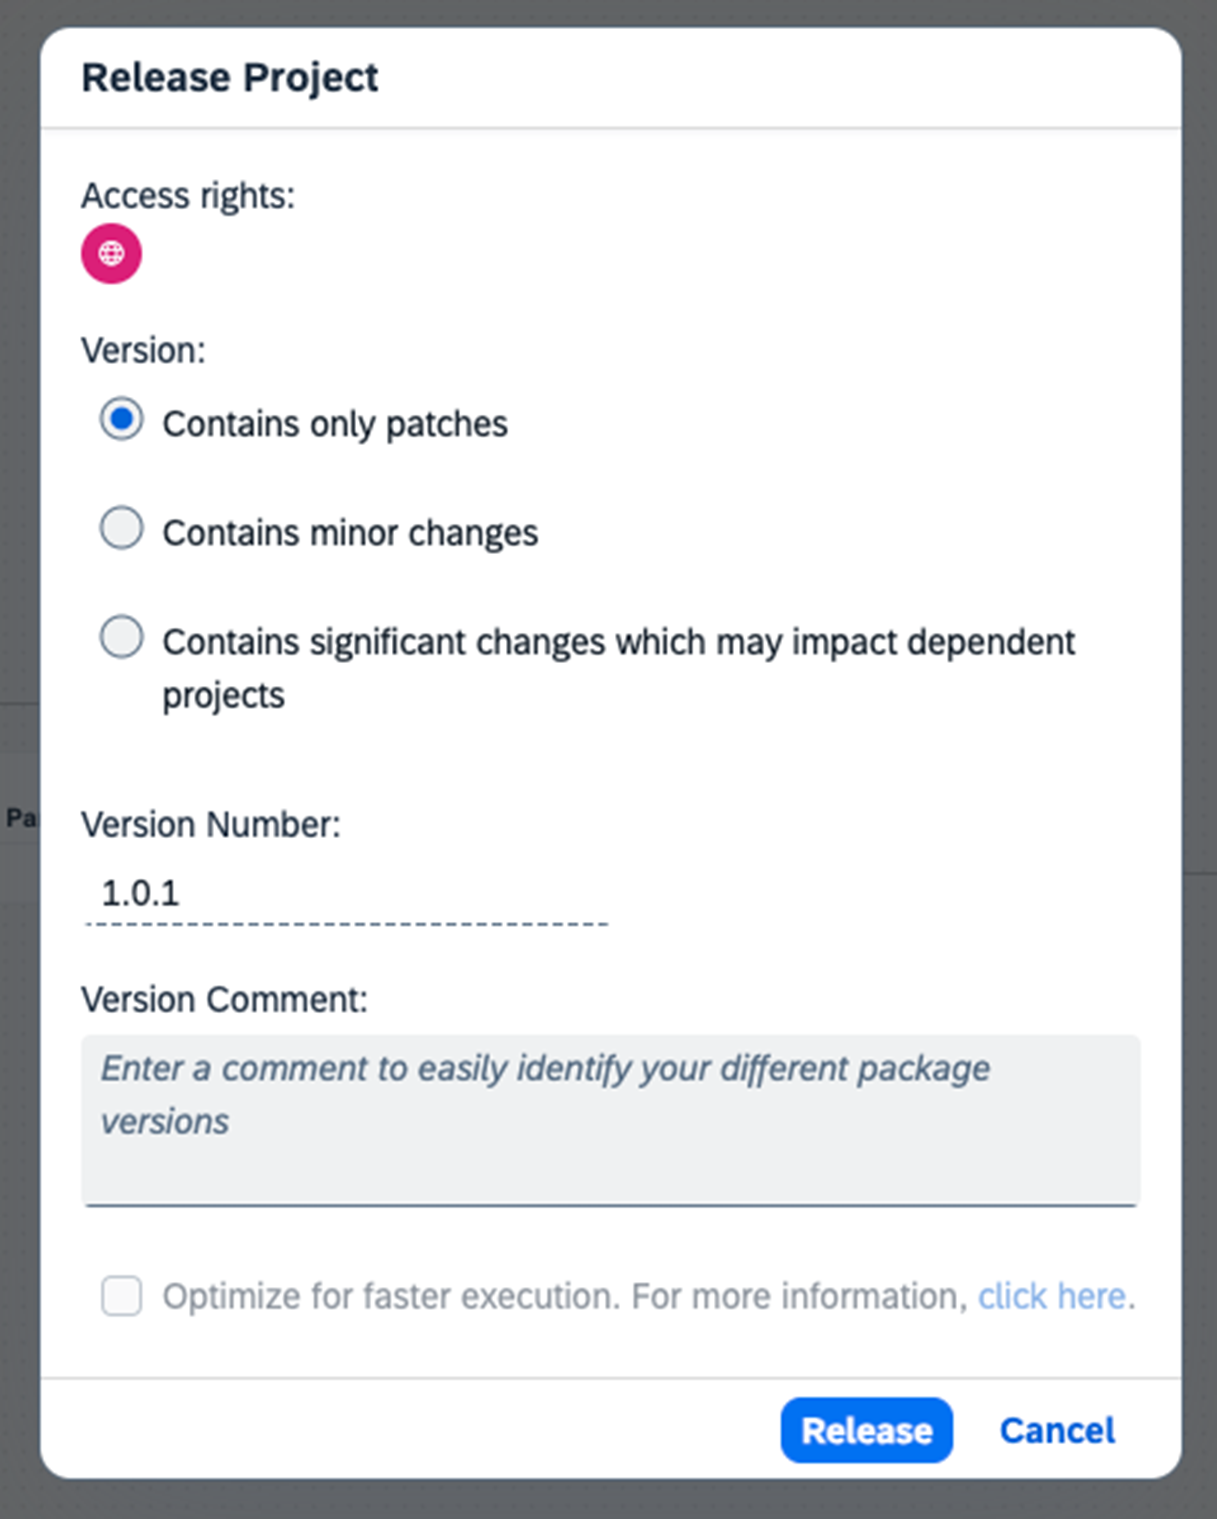 Release Project
Access rights:
Version:
Contains only patches
Contains minor changes
Contains significant changes which may impact dependent
projects
Pa
Version Number:
1.0.1
Version Comment:
Enter a comment to easily identify your different package
versions
Optimize for faster execution. For more information, click here.
Release Cancel